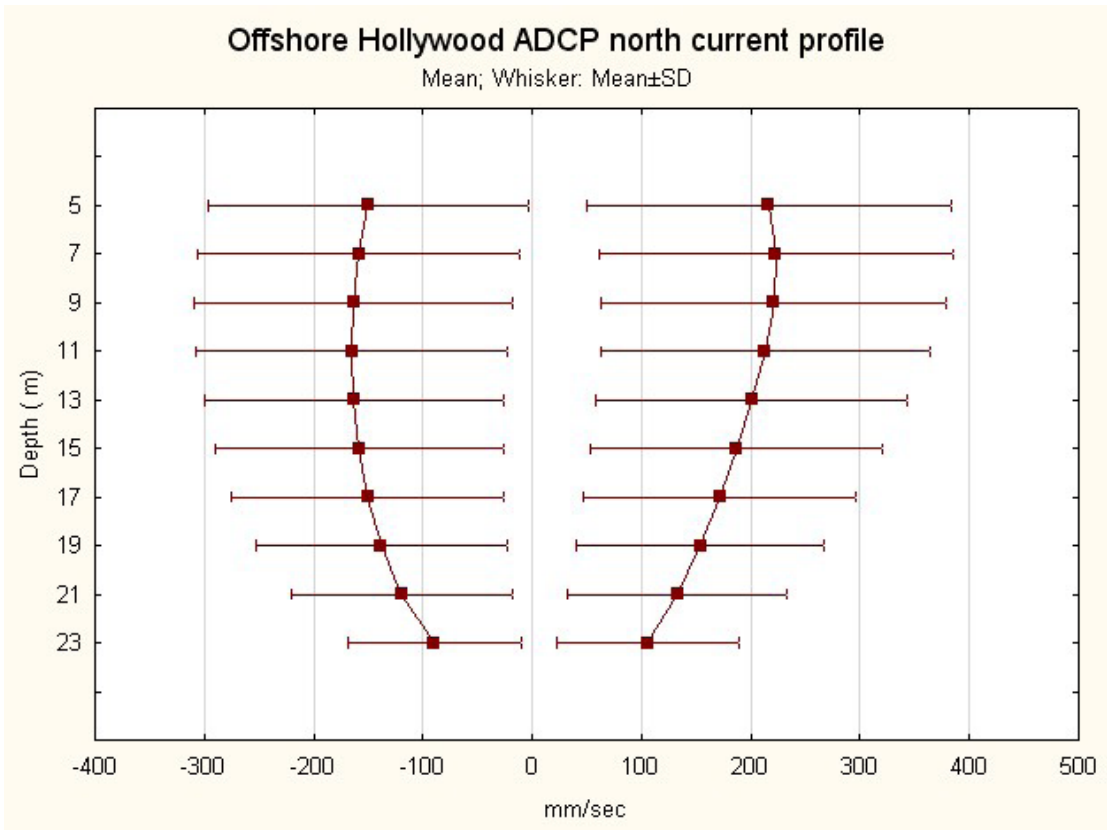 Offshore Hollywood ADCP north current profile
Mean; Whisker: Mean±SD
5
7
9
11
13
15
17
19
21
23
Depth ( m)
-400 -300 -200 -100 0 100 200 300 400 500
mm/sec